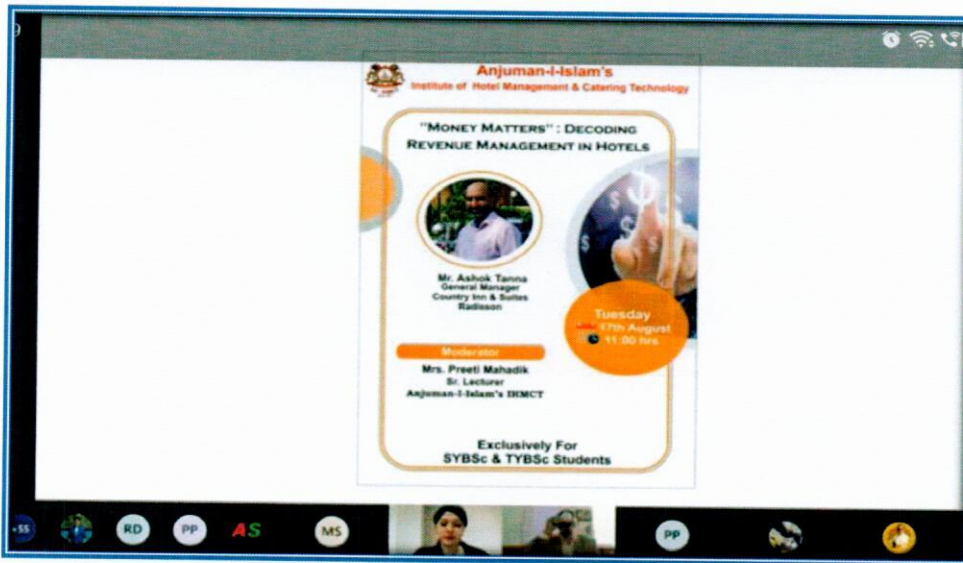 9
Anjuman-I-Islam's
Institute of Hotel Management & Catering Technology
"MONEY MATTERS" : DECODING
REVENUE MANAGEMENT IN HOTELS
Mr. Ashok Tanna
General Manager
Country Inn & Suites
Radisson
Tuesday
17th August
11:00 hrs
Moderator
Mrs. Preeti Mahadik
Sr. Lecturer
Anjuman-I-Islam's IHMCT
Exclusively For
SYBSc & TYBSc Students
+55
RD
PP
AS
MS
PP